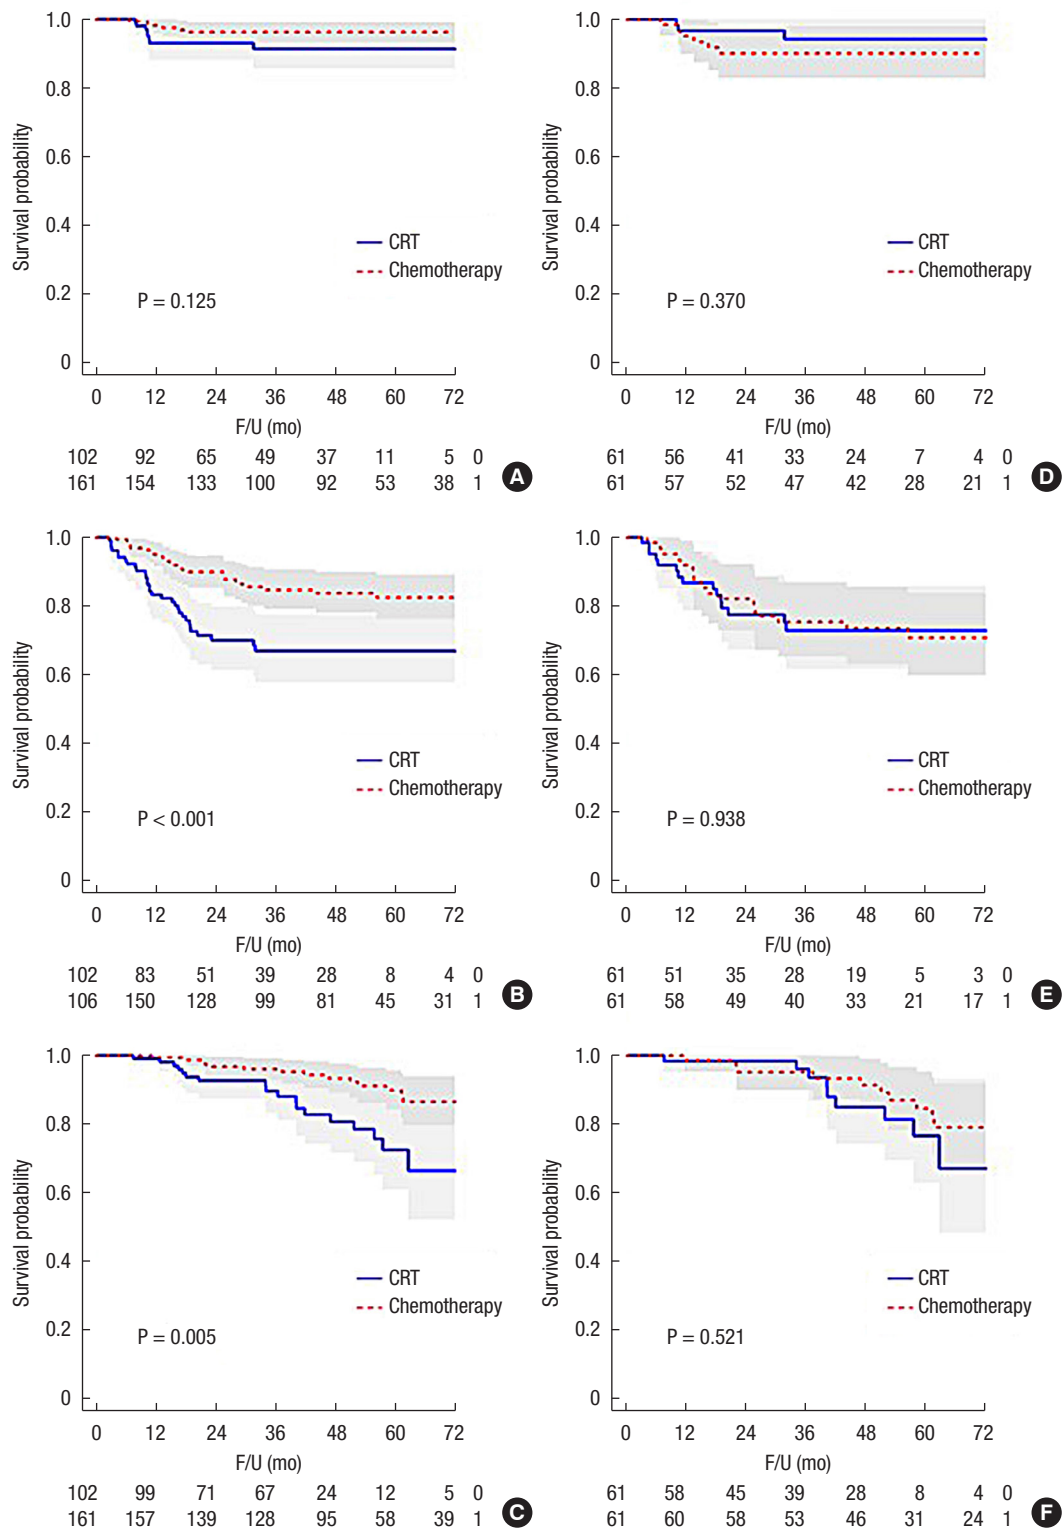 1.0
0.8
0.6
0.4
0.2
0
Survival probability
CRT
Chemotherapy
P = 0.125
0 12 24 36 48 60 72
F/U (mo)
102 92 65 49 37 11 5 0
161 154 133 100 92 53 38 1
A
1.0
0.8
0.6
0.4
0.2
0
Survival probability
CRT
Chemotherapy
P = 0.370
0 12 24 36 48 60 72
F/U (mo)
61 56 41 33 24 7 4 0
61 57 52 47 42 28 21 1
D
1.0
0.8
0.6
0.4
0.2
0
Survival probability
CRT
Chemotherapy
P < 0.001
0 12 24 36 48 60 72
F/U (mo)
102 83 51 39 28 8 4 0
106 150 128 99 81 45 31 1
B
1.0
0.8
0.6
0.4
0.2
0
Survival probability
CRT
Chemotherapy
P = 0.938
0 12 24 36 48 60 72
F/U (mo)
61 51 35 28 19 5 3 0
61 58 49 40 33 21 17 1
E
1.0
0.8
0.6
0.4
0.2
0
Survival probability
CRT
Chemotherapy
P = 0.005
0 12 24 36 48 60 72
F/U (mo)
102 99 71 67 24 12 5 0
161 157 139 128 95 58 39 1
C
1.0
0.8
0.6
0.4
0.2
0
Survival probability
CRT
Chemotherapy
P = 0.521
0 12 24 36 48 60 72
F/U (mo)
61 58 45 39 28 8 4 0
61 60 58 53 46 31 24 1
F